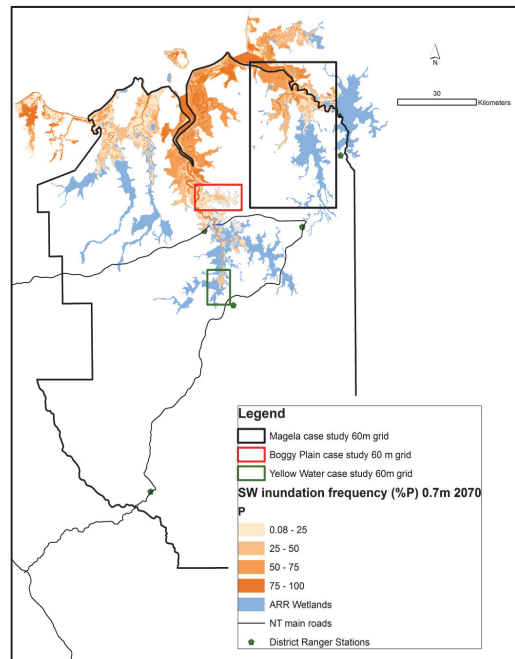 N
30
Kilometers
Legend
Magela case study 60m grid
Boggy Plain case study 60 m grid
Yellow Water case study 60m grid
SW inundation frequency (%P) 0.7m 2070
P
0.08 - 25
25 - 50
50 - 75
75 - 100
ARR Wetlands
NT main roads
District Ranger Stations